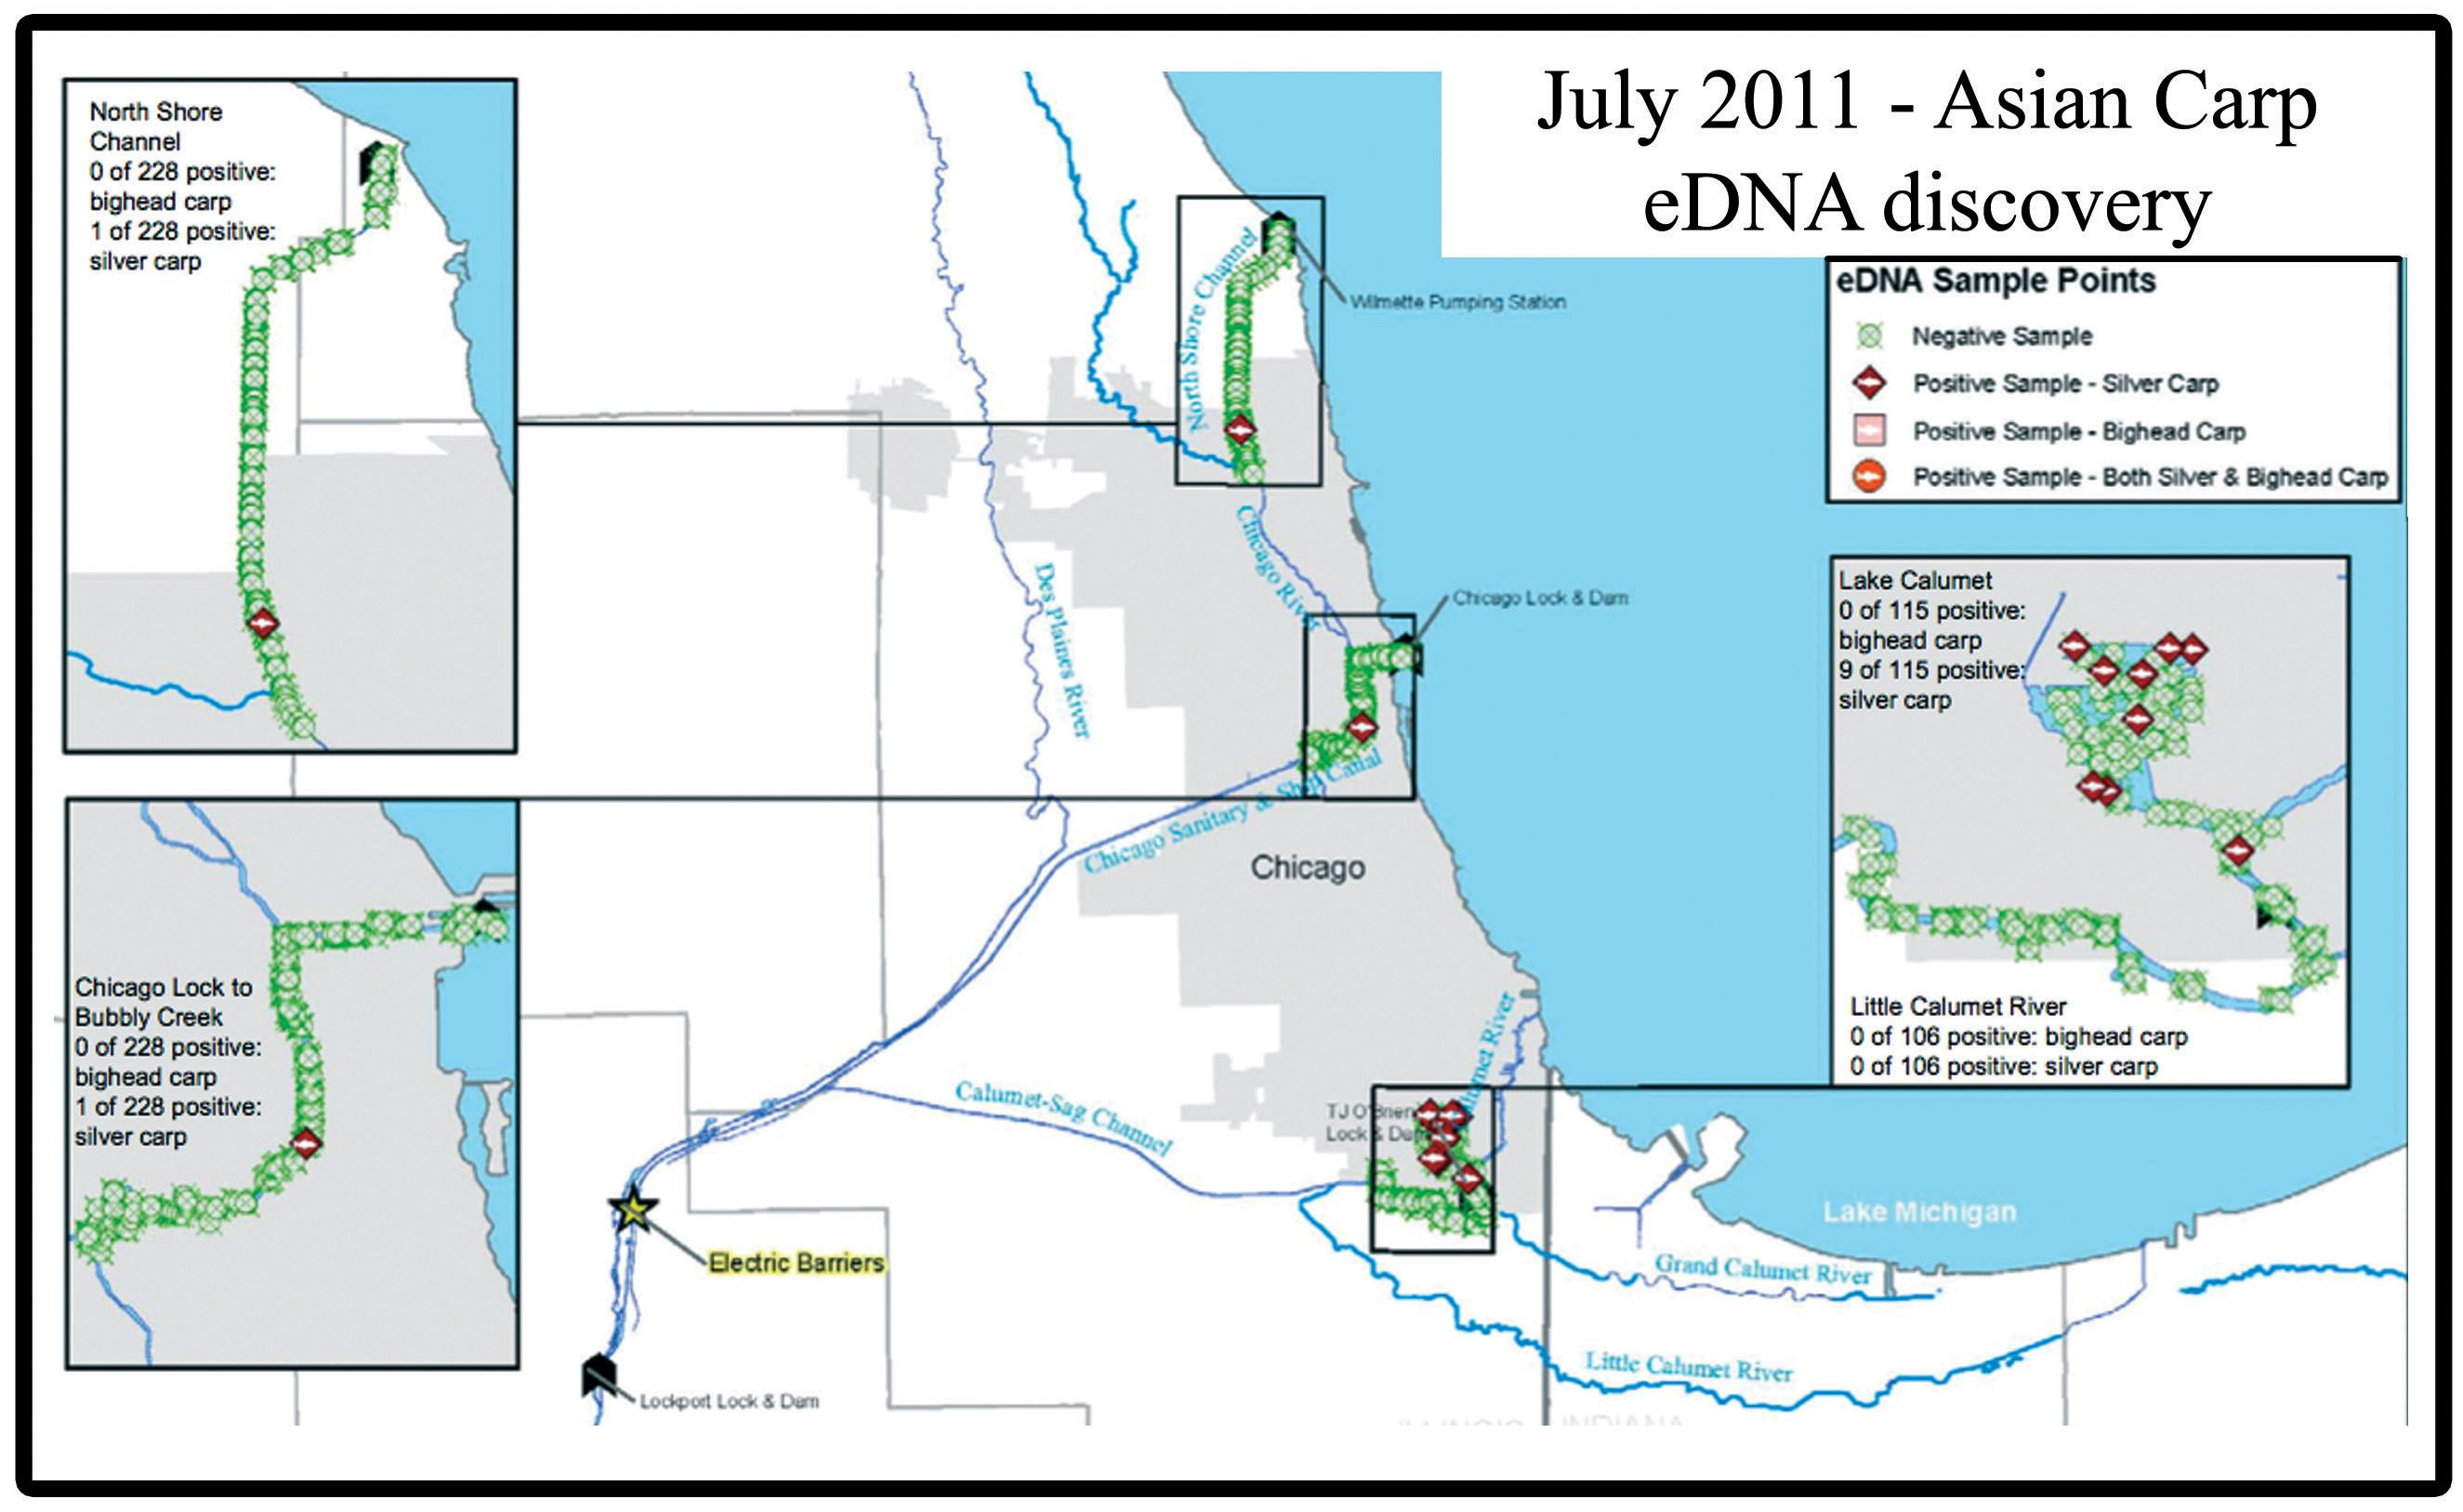 July 2011 - Asian Carp
eDNA discovery
eDNA Sample Points
Negative Sample
Positive Sample - Silver Carp
Positive Sample - Bighead Carp
Positive Sample - Both Silver & Bighead Carp
North Shore
Channel
0 of 228 positive:
bighead carp
1 of 228 positive:
silver carp
North Shore Channel
Wilmette Pumping Station
Chicago River
Des Plaines River
Chicago Lock & Dam
Lake Calumet
0 of 115 positive:
bighead carp
9 of 115 positive:
silver carp
Little Calumet River
0 of 106 positive: bighead carp
0 of 106 positive: silver carp
Chicago Sanitary & Ship Canal
Chicago
Chicago Lock to
Bubbly Creek
0 of 228 positive:
bighead carp
1 of 228 positive:
silver carp
Calumet-Sag Channel
River
TJ O'Brien
Lock & Dam
Lake Michigan
Electric Barriers
Grand Calumet River
Little Calumet River
Lockport Lock & Dam
ILLINOIS
INDIANA